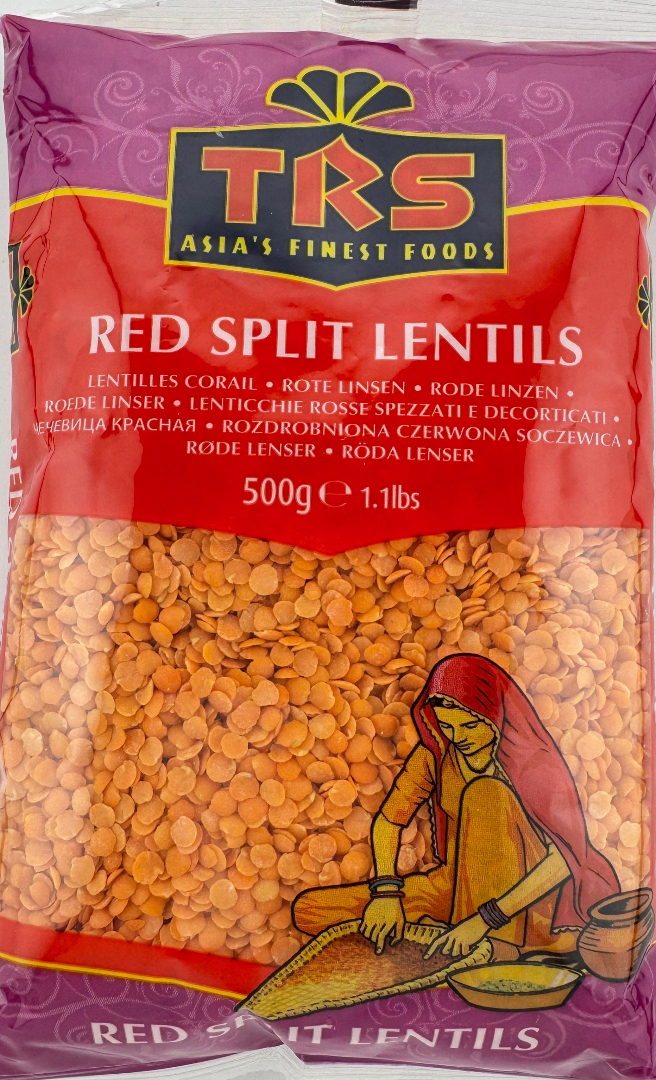 TRS
ASIA'S FINEST FOODS
RED SPLIT LENTILS
LENTILLES CORAIL • ROTE LINSEN • RODE LINZEN •
ROEDE LINSER • LENTICCHIE ROSSE SPEZZATI E DECORTICATI •
ЧЕЧЕВИЦА КРАСНАЯ • ROZDROBNIONA CZERWONA SOCZEWICA •
RØDE LENSER • RÖDA LENSER
500g ℮ 1.1lbs
RED
RED SPLIT LENTILS